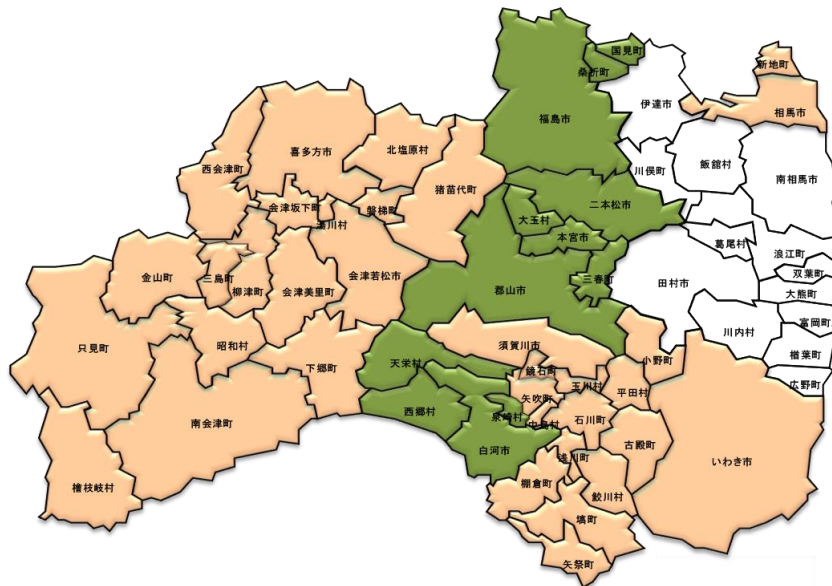 国見町
桑折町
新地町
相馬市
伊達市
福島市
喜多方市
北塩原村
西会津町
川俣町
飯舘村
南相馬市
猪苗代町
会津坂下町
磐梯町
湯川村
二本松市
大玉村
本宮市
葛尾村
浪江町
双葉町
大熊町
金山町
三島町
柳津町
会津美里町
会津若松市
郡山市
三春町
田村市
富岡町
川内村
楢葉町
広野町
只見町
昭和村
下郷町
須賀川市
小野町
天栄村
鏡石町
玉川村
平田村
矢吹町
西郷村
泉崎村
中島村
石川町
南会津町
白河市
古殿町
いわき市
浅川町
檜枝岐村
棚倉町
鮫川村
塙町
矢祭町